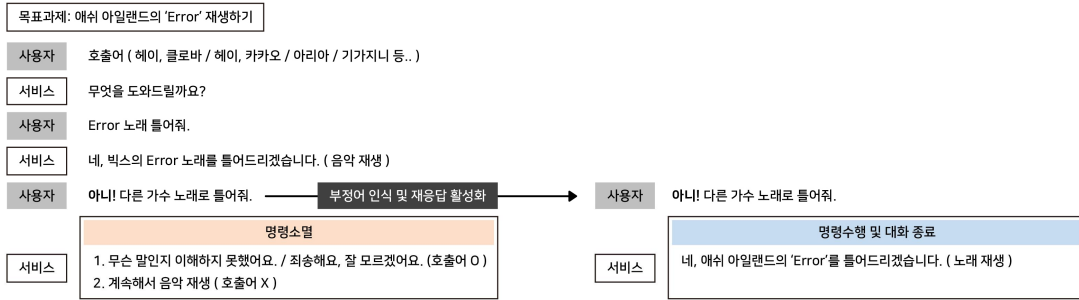 목표과제: 애쉬 아일랜드의 ‘Error’ 재생하기
사용자 호출어 ( 헤이, 클로바 / 헤이, 카카오 / 아리아 / 기가지니 등.. )
서비스 무엇을 도와드릴까요?
사용자 Error 노래 틀어줘.
서비스 네, 빅스의 Error 노래를 틀어드리겠습니다. ( 음악 재생 )
사용자 아니! 다른 가수 노래로 틀어줘. 부정어 인식 및 재응답 활성화 사용자 아니! 다른 가수 노래로 틀어줘.
명령소멸
서비스 1. 무슨 말인지 이해하지 못했어요. / 죄송해요, 잘 모르겠어요. (호출어 O )
2. 계속해서 음악 재생 ( 호출어 X )
명령수행 및 대화 종료
서비스 네, 애쉬 아일랜드의 ‘Error’를 틀어드리겠습니다. ( 노래 재생 )